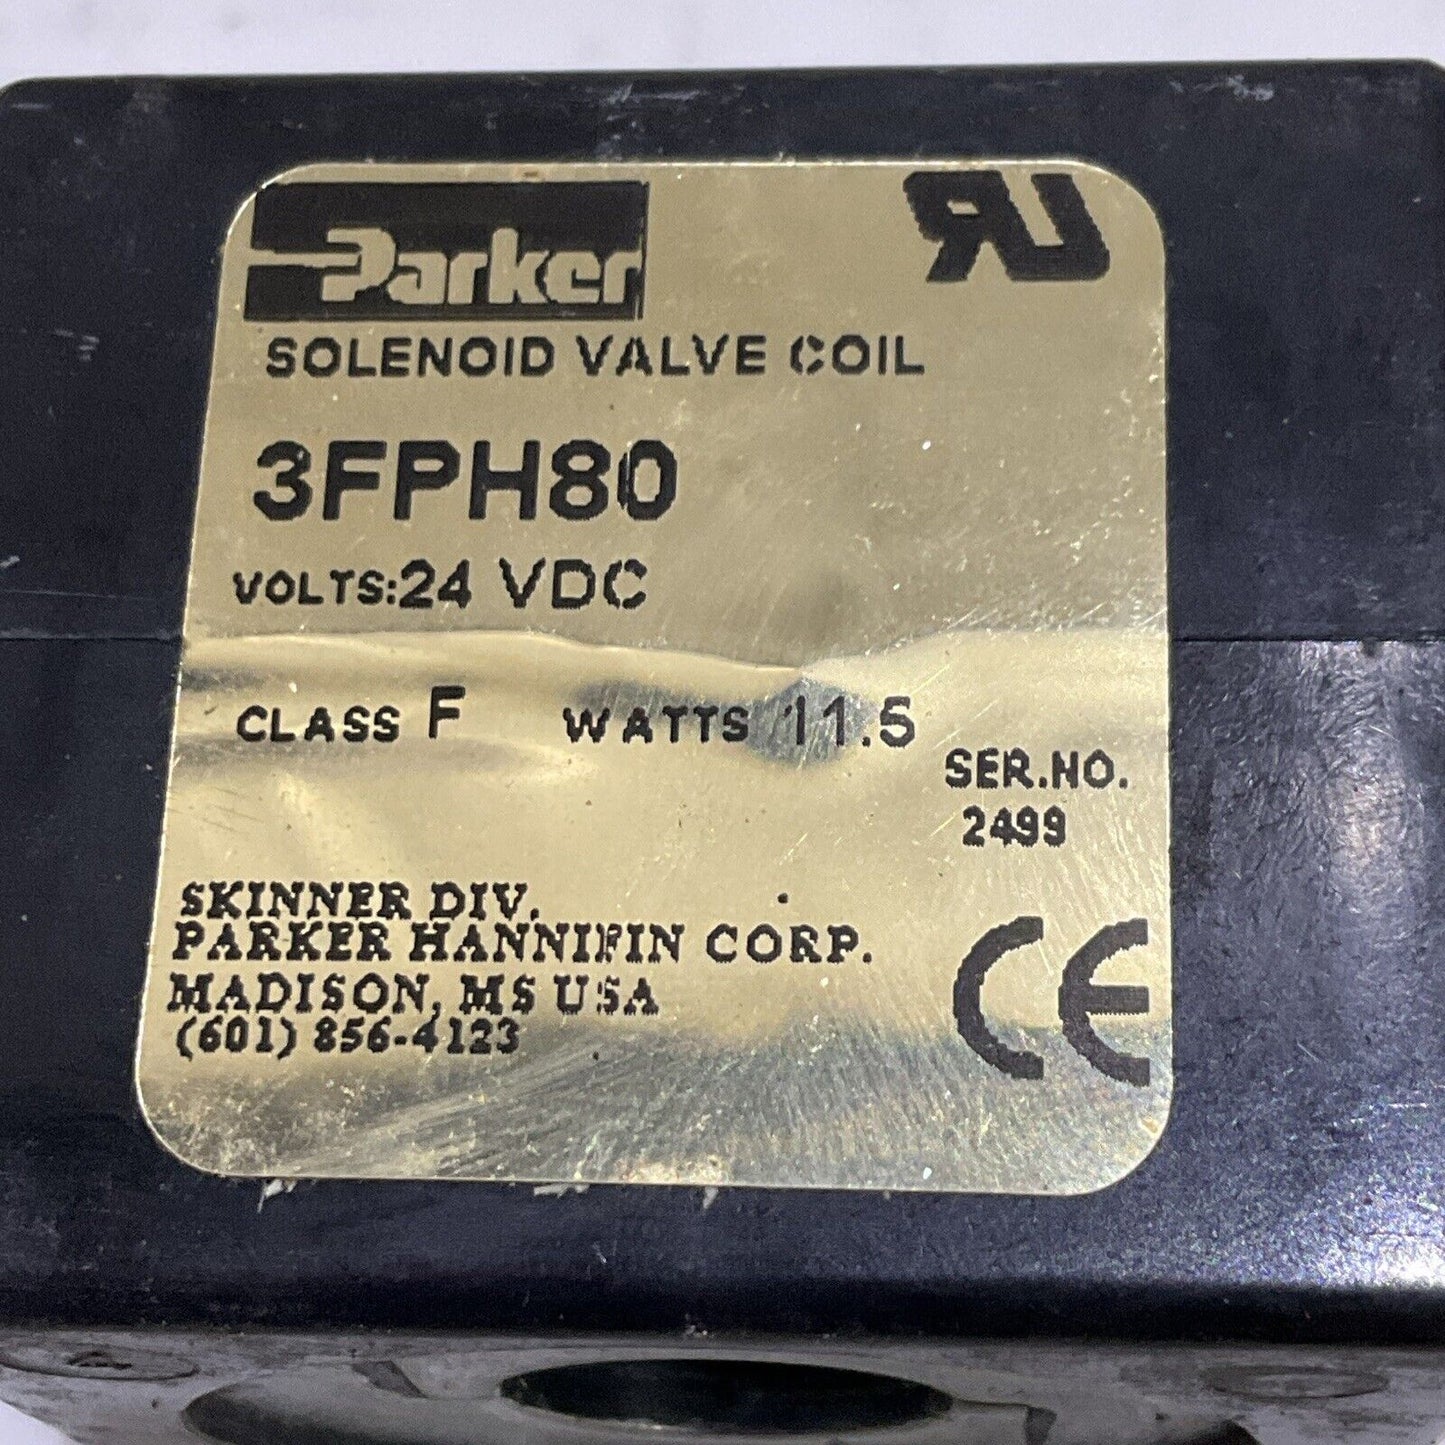 Parker
RU
SOLENOID VALVE COIL
3FPH80
VOLTS:24 VDC
CLASS F WATTS 11.5
SER.NO.
2499
SKINNER DIV.
PARKER HANNIFIN CORP.
MADISON, MS USA
(601) 856-4123
CE